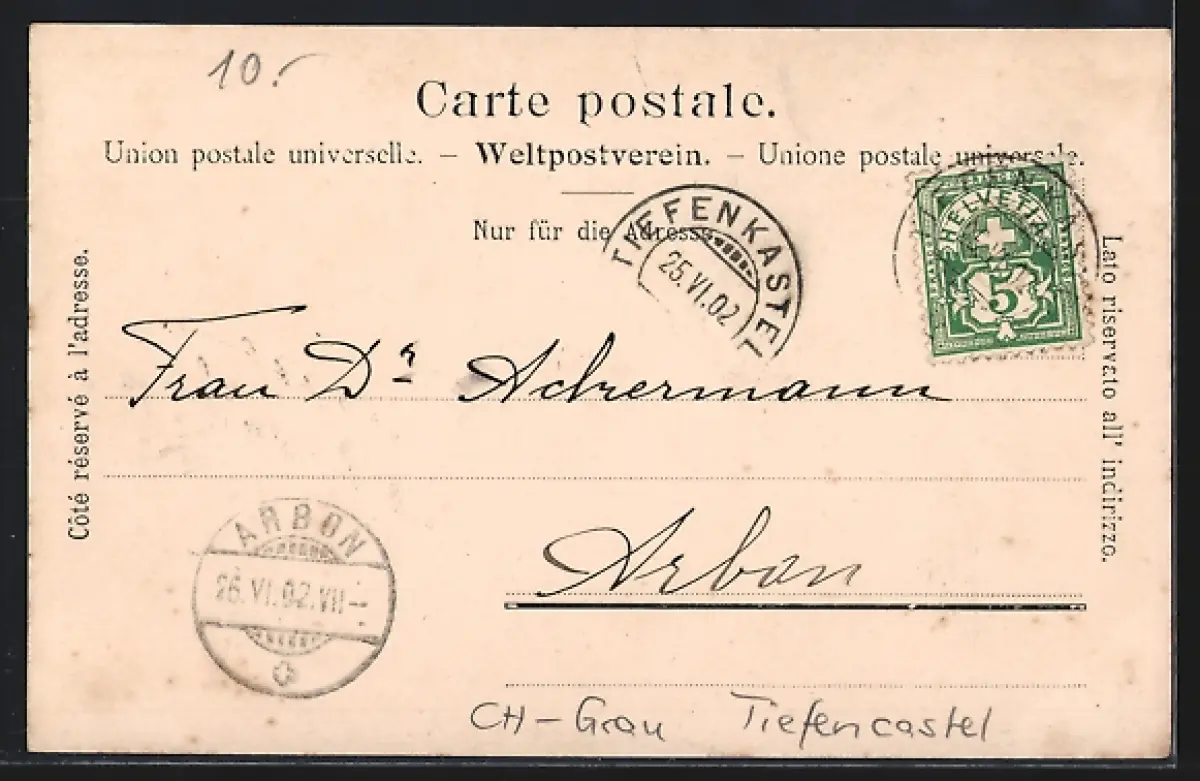 10.-
Carte postale.
Union postale universelle. – Weltpostverein. – Unione postale universale.
Nur für die Adresse
TIEFENKASTEL
25.VI.02
HELVETIA
5
Côté réservé à l'adresse.
Lato riservato all' indirizzo.
Frau Dr Ackermann
Arbon
ARBON
26.VI.02.VII–
CH – Grau Tiefencastel